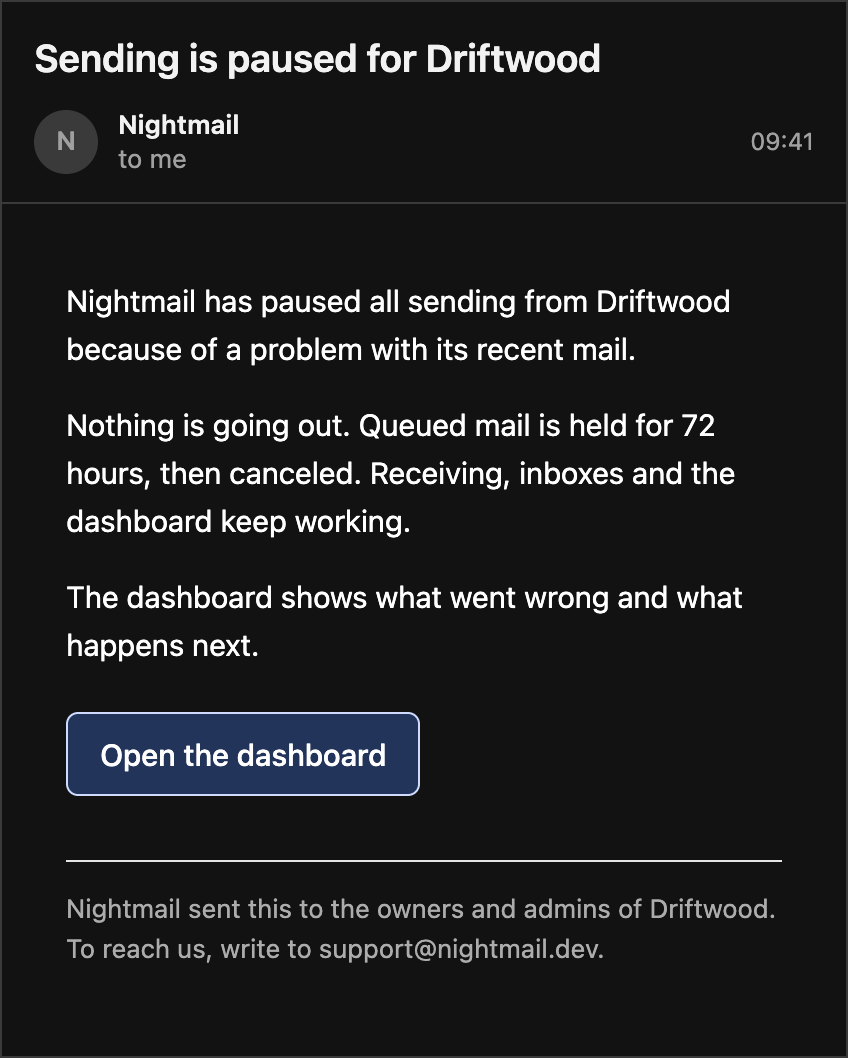 Sending is paused for Driftwood
N
Nightmail
to me
09:41
Nightmail has paused all sending from Driftwood
because of a problem with its recent mail.
Nothing is going out. Queued mail is held for 72
hours, then canceled. Receiving, inboxes and the
dashboard keep working.
The dashboard shows what went wrong and what
happens next.
Open the dashboard
Nightmail sent this to the owners and admins of Driftwood.
To reach us, write to support@nightmail.dev.